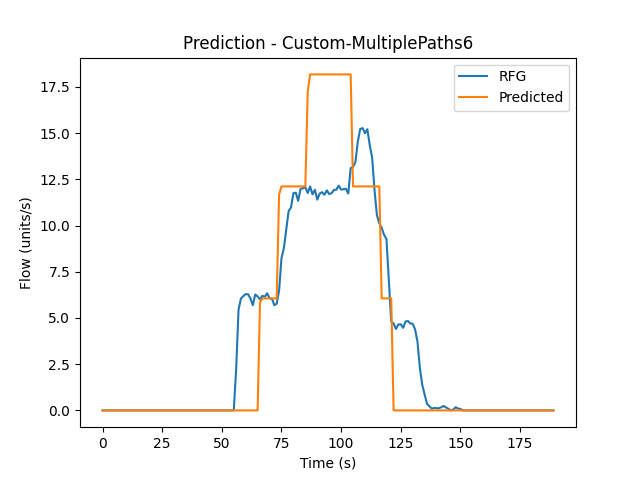 Prediction - Custom-MultiplePaths6
RFG
Predicted
Flow (units/s)
17.5
15.0
12.5
10.0
7.5
5.0
2.5
0.0
0 25 50 75 100 125 150 175
Time (s)